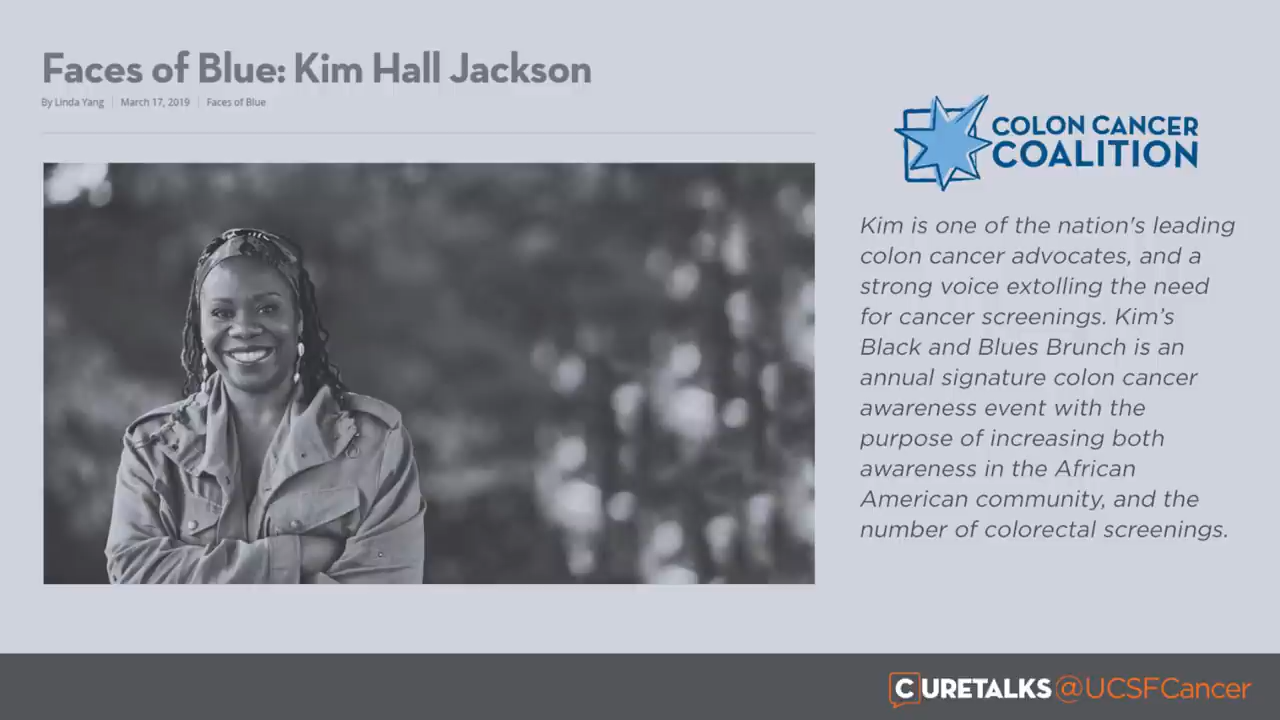 Faces of Blue: Kim Hall Jackson
By Linda Yang | March 17, 2019 | Faces of Blue
COLON CANCER
COALITION
Kim is one of the nation's leading
colon cancer advocates, and a
strong voice extolling the need
for cancer screenings. Kim’s
Black and Blues Brunch is an
annual signature colon cancer
awareness event with the
purpose of increasing both
awareness in the African
American community, and the
number of colorectal screenings.
CURETALKS@UCSFCancer